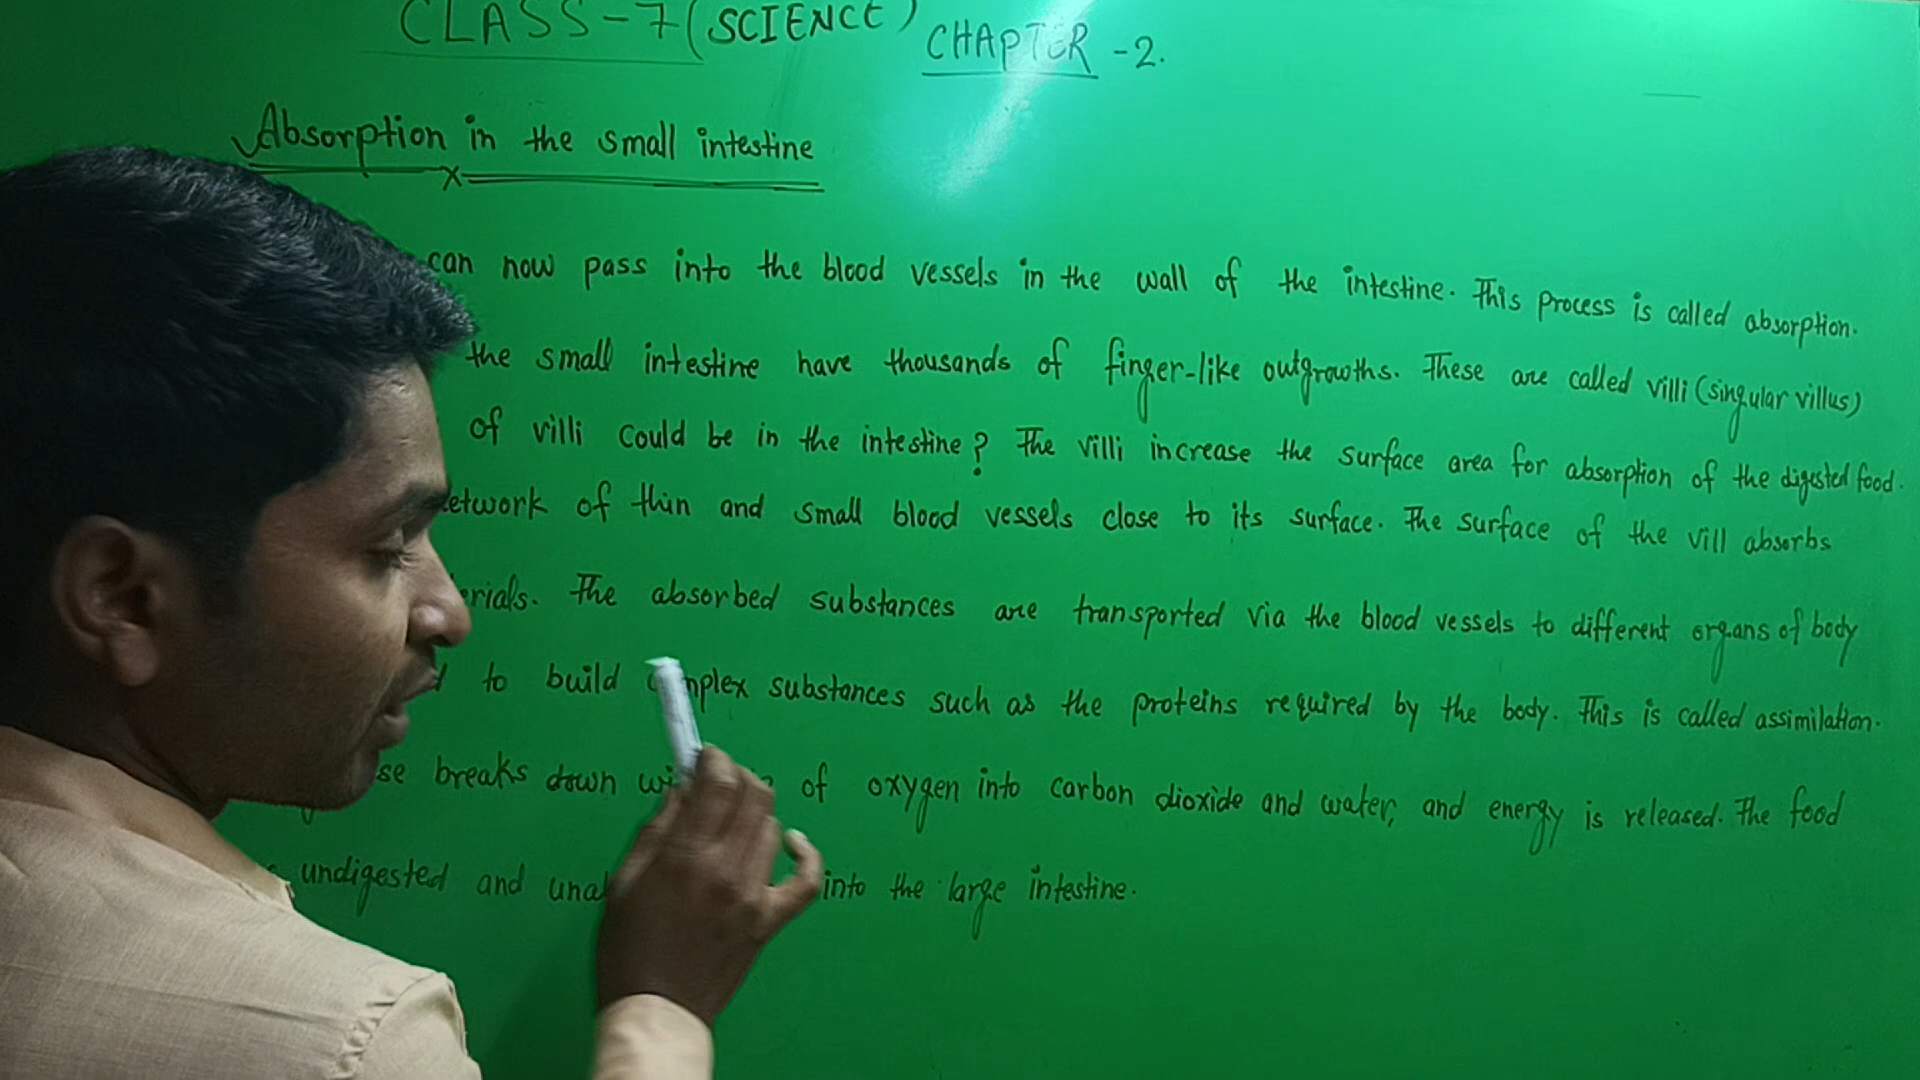 CLASS-7 (SCIENCE) CHAPTER -2.
Absorption in the small intestine
can now pass into the blood vessels in the wall of the intestine. This process is called absorption.
the small intestine have thousands of finger-like outgrowths. These are called villi (singular villus)
of villi could be in the intestine? The villi increase the surface area for absorption of the digested food.
etwork of thin and small blood vessels close to its surface. The surface of the vill absorbs
erials. The absorbed substances are transported via the blood vessels to different organs of body
to build mplex substances such as the proteins required by the body. This is called assimilation.
se breaks down of oxygen into carbon dioxide and water, and energy is released. The food
undigested and una into the large intestine.